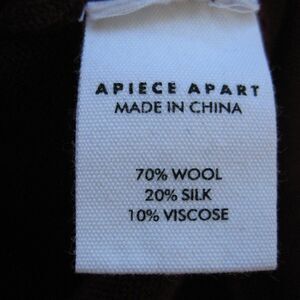 APIECE APART
MADE IN CHINA
70% WOOL
20% SILK
10% VISCOSE